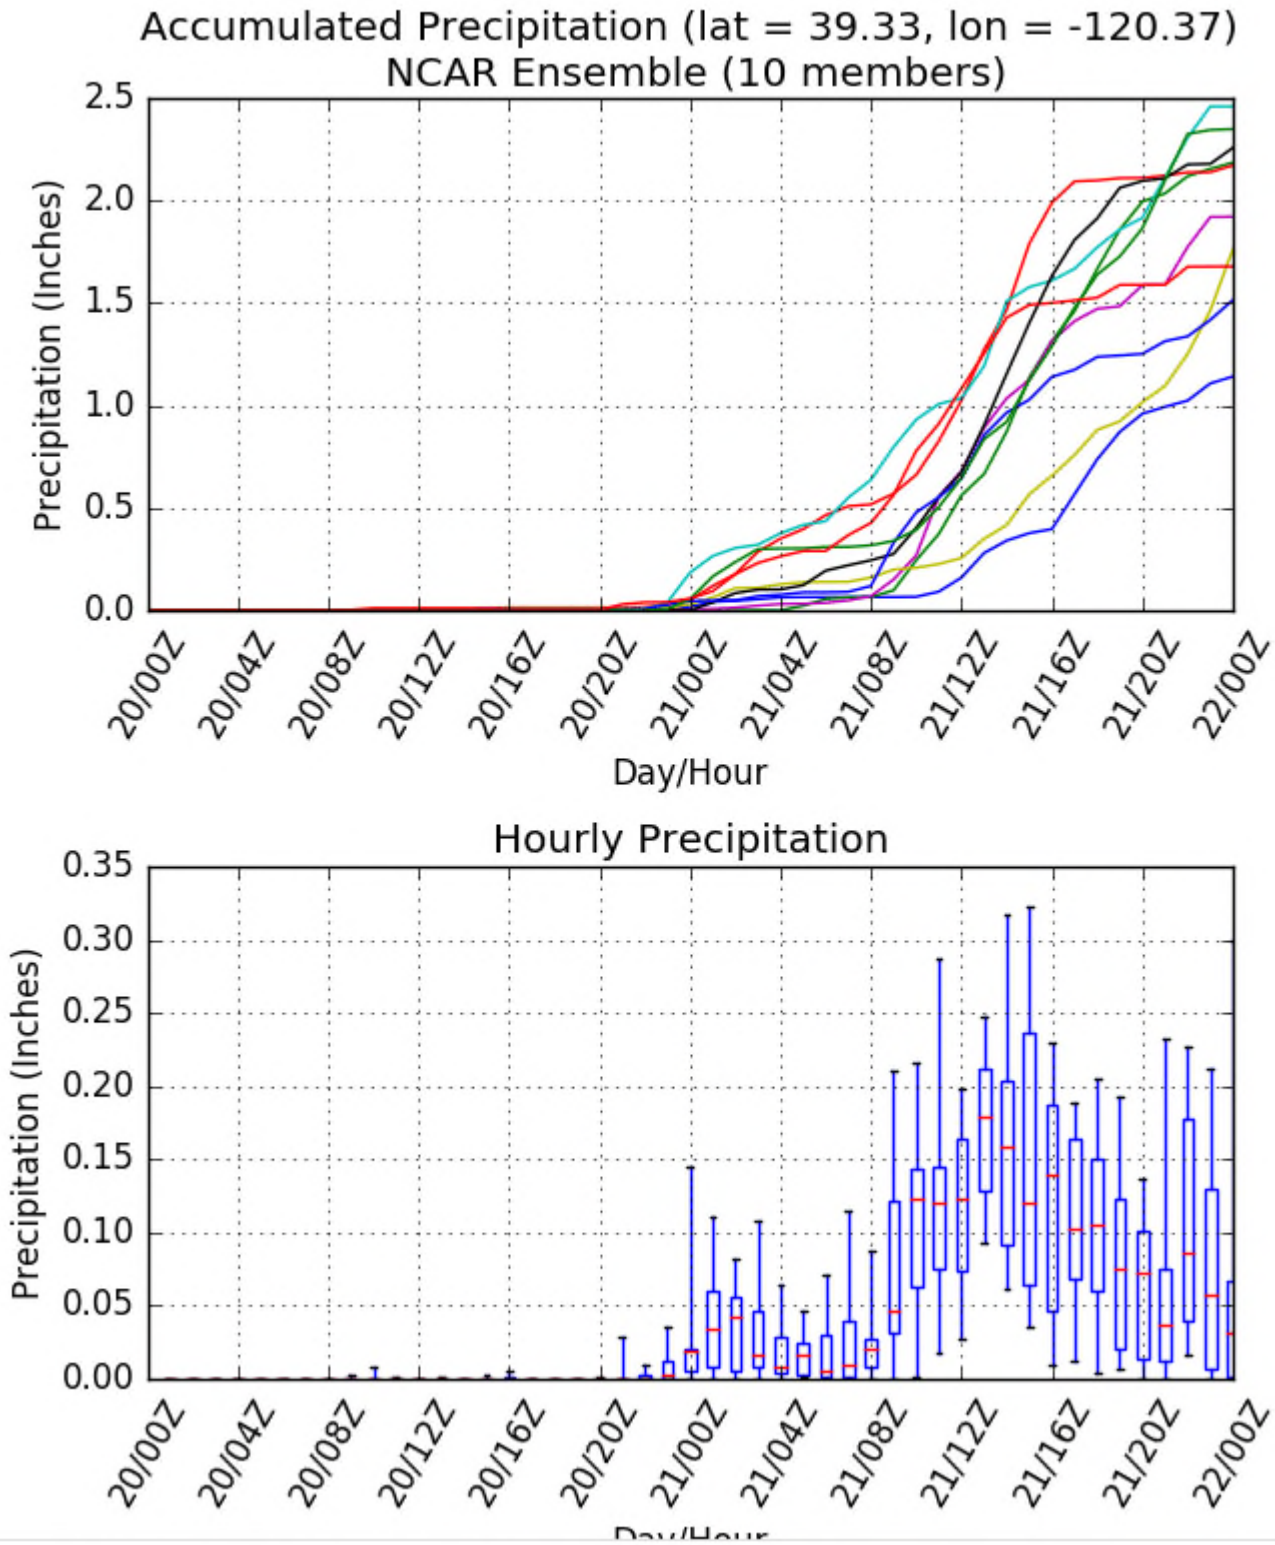 Accumulated Precipitation (lat = 39.33, lon = -120.37)
NCAR Ensemble (10 members)
2.5
2.0
1.5
1.0
0.5
0.0
Precipitation (Inches)
20/00Z 20/04Z 20/08Z 20/12Z 20/16Z 20/20Z 21/00Z 21/04Z 21/08Z 21/12Z 21/16Z 21/20Z 22/00Z
Day/Hour
Hourly Precipitation
0.35
0.30
0.25
0.20
0.15
0.10
0.05
0.00
Precipitation (Inches)
20/00Z 20/04Z 20/08Z 20/12Z 20/16Z 20/20Z 21/00Z 21/04Z 21/08Z 21/12Z 21/16Z 21/20Z 22/00Z
Day/Hour